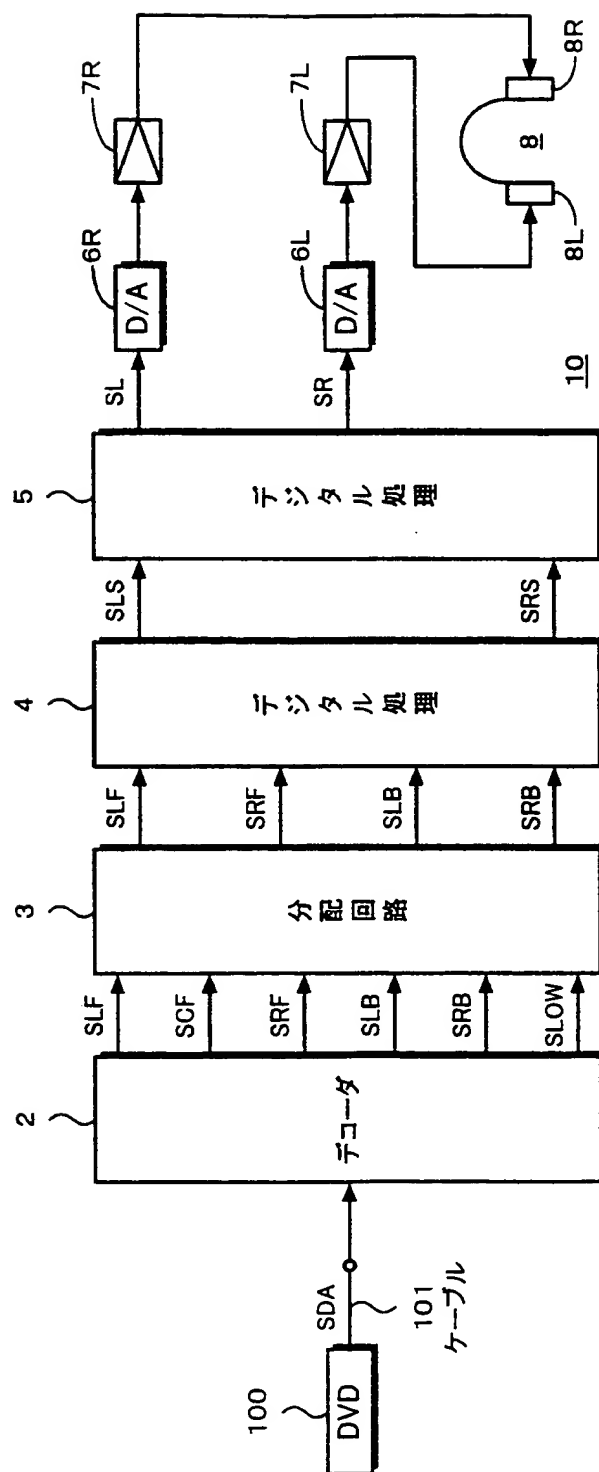 100
DVD
SDA
101
ケーブル
2
デコーダ
SLF
SCF
SRF
SLB
SRB
SLOW
3
分配回路
SLF
SRF
SLB
SRB
4
デジタル処理
SLS
SRS
5
デジタル処理
SL
SR
6R
D/A
6L
D/A
7R
7L
8
8L
8R
10